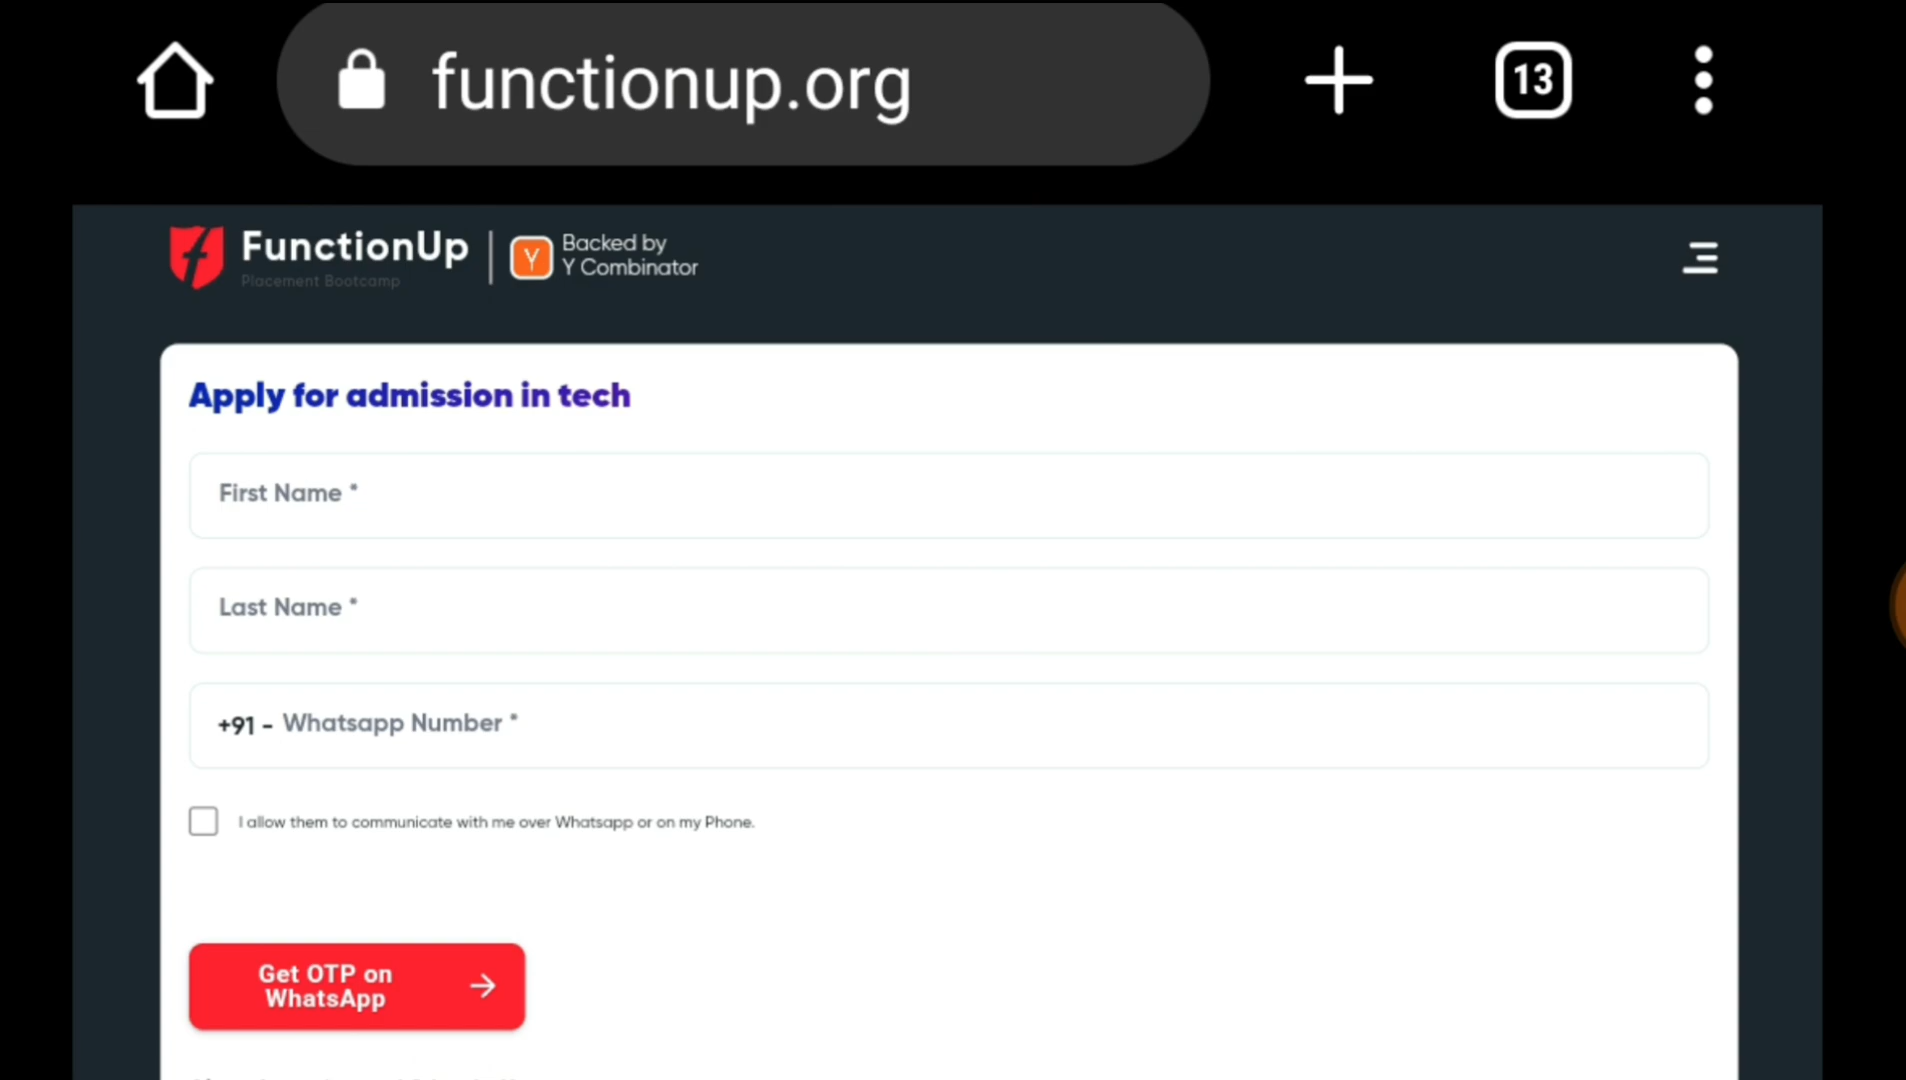 functionup.org
13
FunctionUp
Placement Bootcamp
Y
Backed by
Y Combinator
Apply for admission in tech
First Name *
Last Name *
+91 - Whatsapp Number *
I allow them to communicate with me over Whatsapp or on my Phone.
Get OTP on
WhatsApp